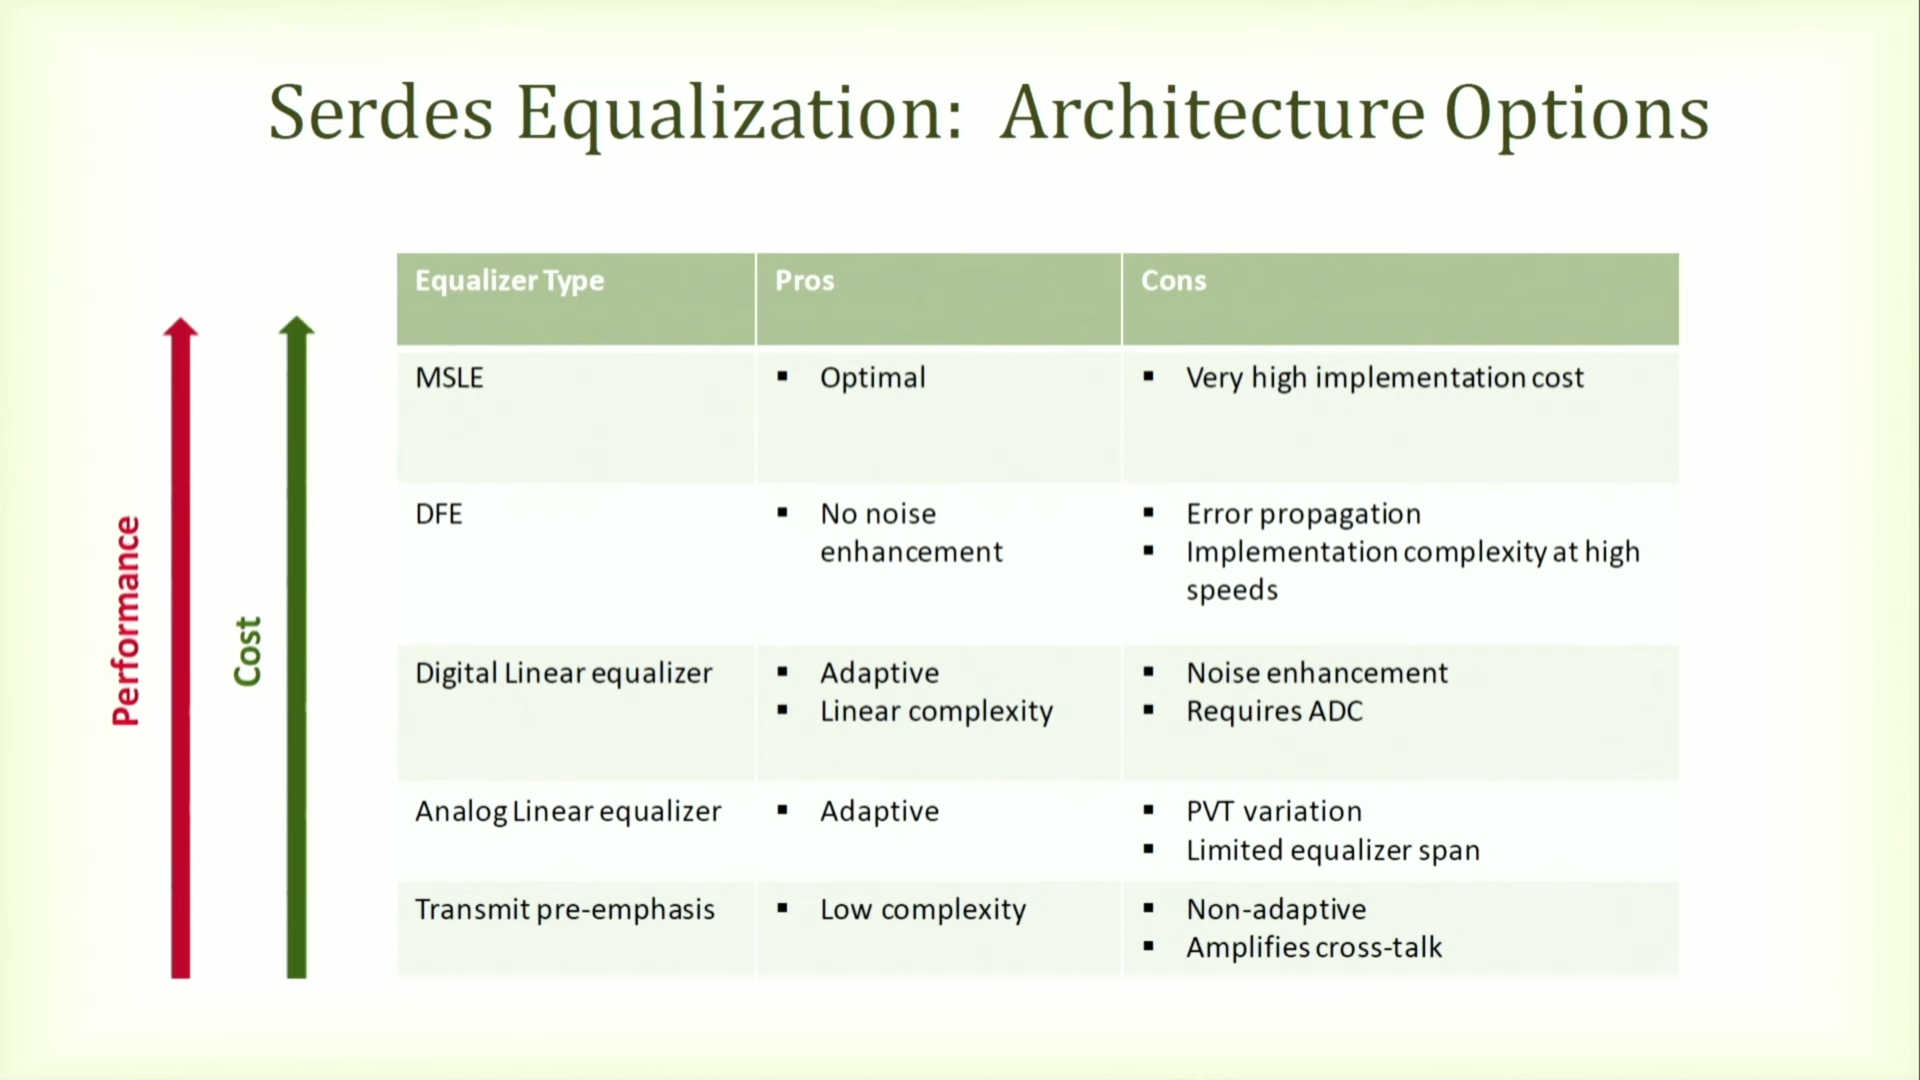 Serdes Equalization: Architecture Options
Equalizer Type
Pros
Cons
MSLE
▪ Optimal
▪ Very high implementation cost
DFE
▪ No noise
enhancement
▪ Error propagation
▪ Implementation complexity at high
speeds
Digital Linear equalizer
▪ Adaptive
▪ Linear complexity
▪ Noise enhancement
▪ Requires ADC
Analog Linear equalizer
▪ Adaptive
▪ PVT variation
▪ Limited equalizer span
Transmit pre-emphasis
▪ Low complexity
▪ Non-adaptive
▪ Amplifies cross-talk
Performance
Cost